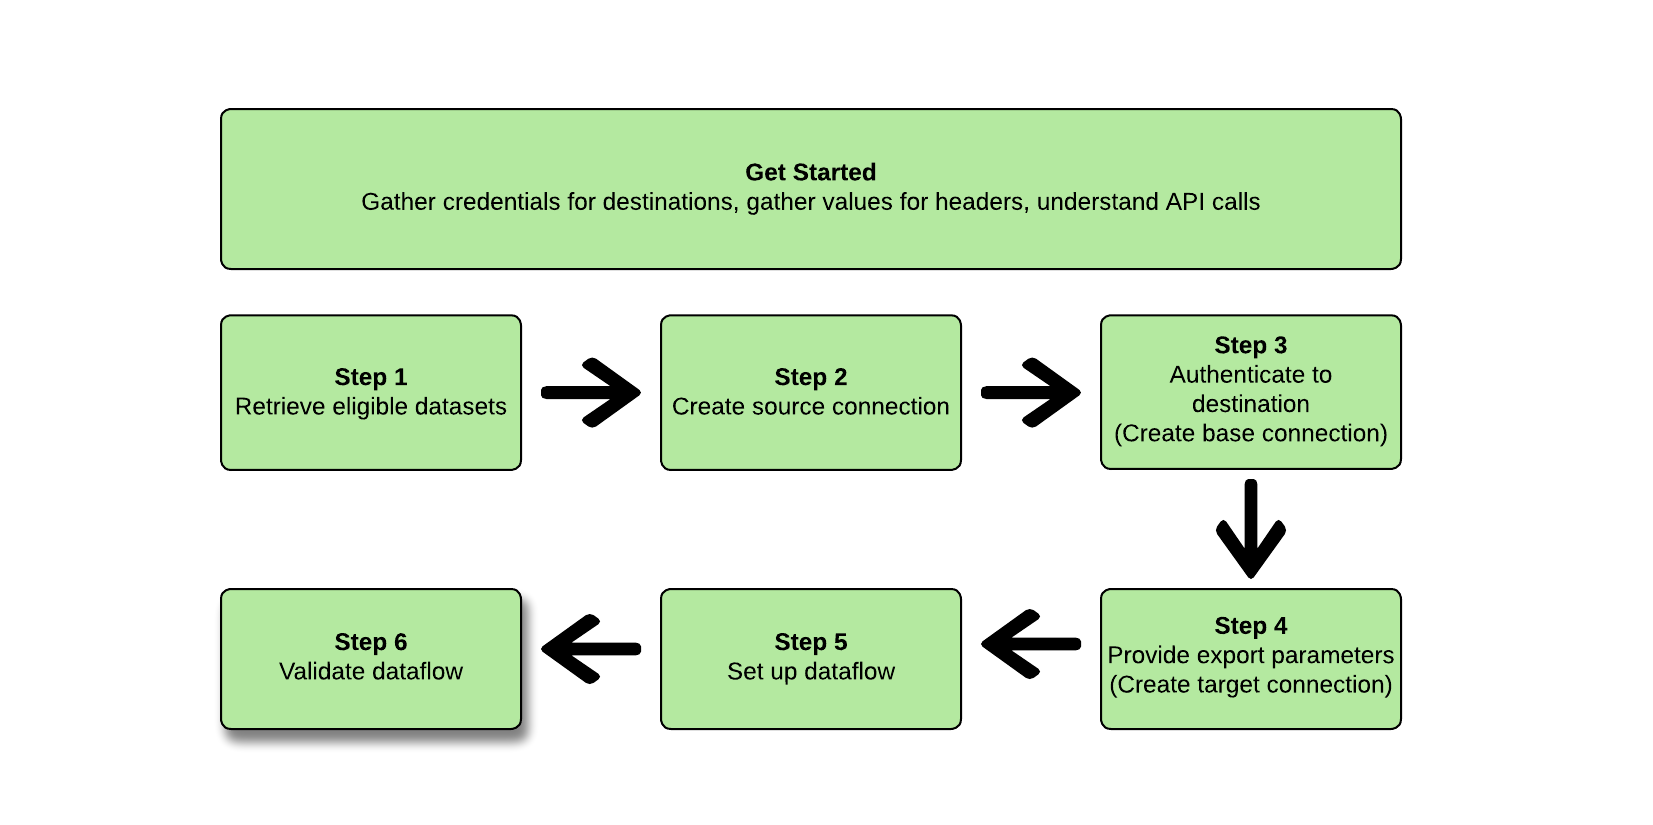 Get Started
Gather credentials for destinations, gather values for headers, understand API calls
Step 1
Retrieve eligible datasets
Step 2
Create source connection
Step 3
Authenticate to
destination
(Create base connection)
Step 4
Provide export parameters
(Create target connection)
Step 5
Set up dataflow
Step 6
Validate dataflow